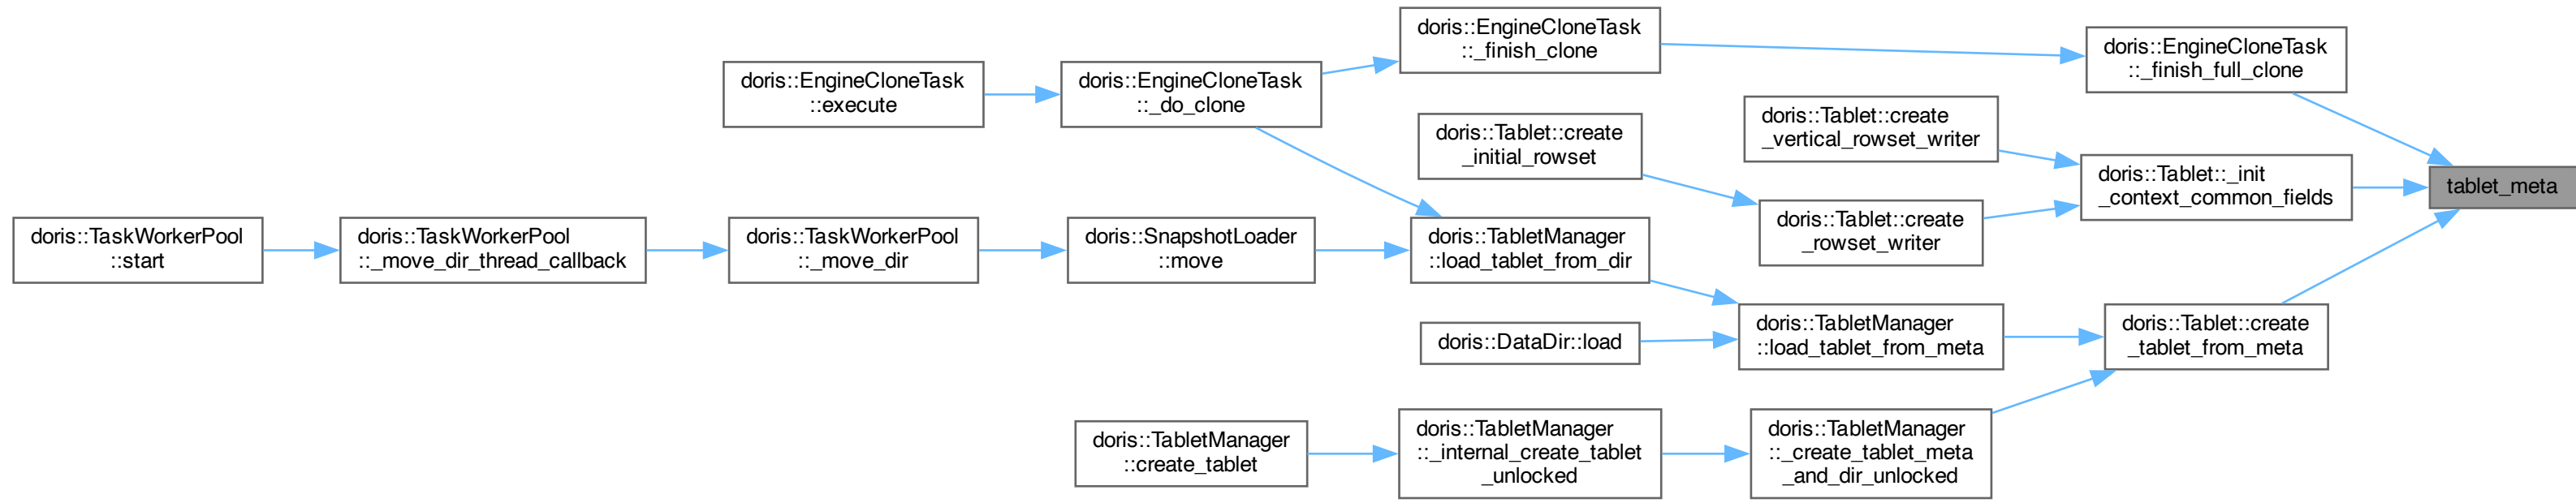 doris::EngineCloneTask
::_finish_clone
doris::EngineCloneTask
::_finish_full_clone
doris::EngineCloneTask
::execute
doris::EngineCloneTask
::_do_clone
doris::Tablet::create
_vertical_rowset_writer
doris::Tablet::create
_initial_rowset
doris::Tablet::_init
_context_common_fields
tablet_meta
doris::Tablet::create
_rowset_writer
doris::TaskWorkerPool
::start
doris::TaskWorkerPool
::_move_dir_thread_callback
doris::TaskWorkerPool
::_move_dir
doris::SnapshotLoader
::move
doris::TabletManager
::load_tablet_from_dir
doris::DataDir::load
doris::TabletManager
::load_tablet_from_meta
doris::Tablet::create
_tablet_from_meta
doris::TabletManager
::create_tablet
doris::TabletManager
::_internal_create_tablet
_unlocked
doris::TabletManager
::_create_tablet_meta
_and_dir_unlocked